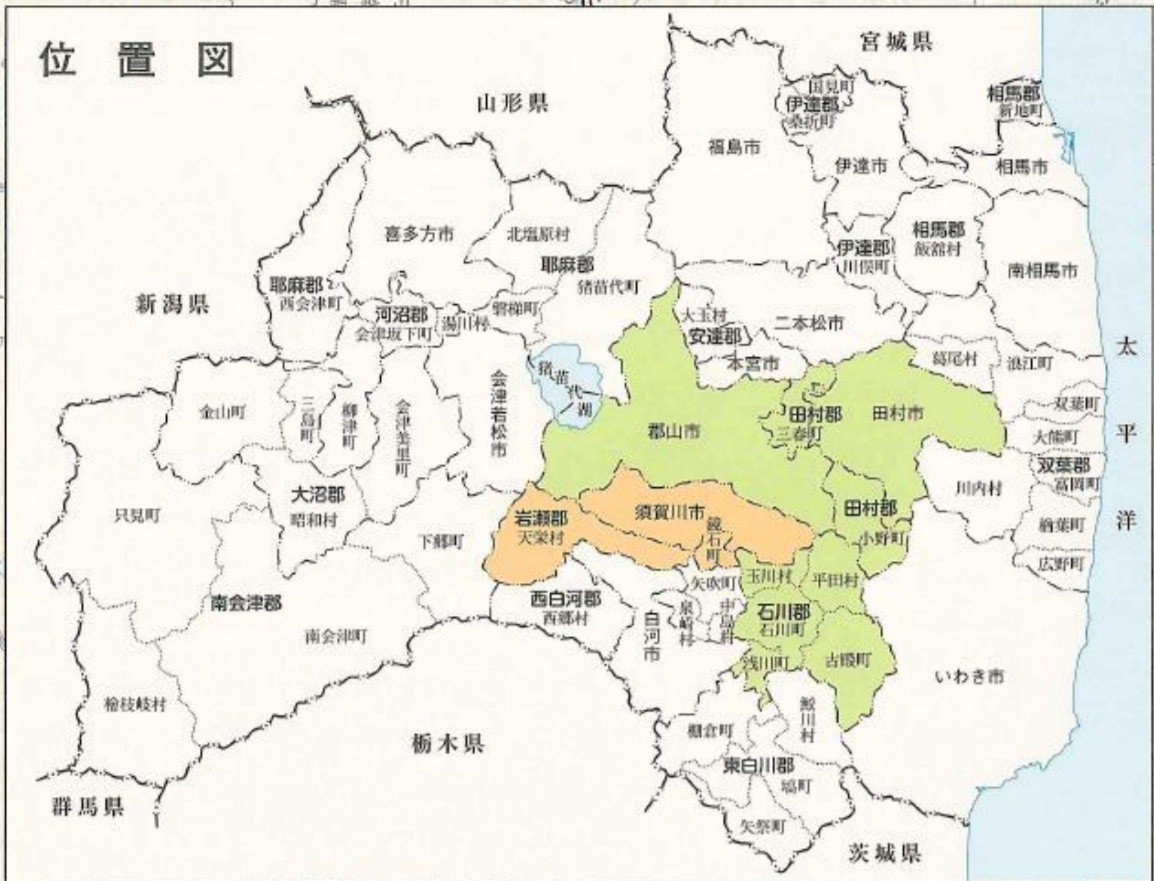 位置図
宮城県
山形県
国見町
伊達郡
桑折町
相馬郡
新地町
福島市
伊達市
相馬市
喜多方市
北塩原村
耶麻郡
猪苗代町
伊達郡
川俣町
相馬郡
飯舘村
南相馬市
新潟県
耶麻郡
西会津町
河沼郡
会津坂下町
湯川村
磐梯町
大玉村
安達郡
二本松市
本宮市
葛尾村
浪江町
太平洋
猪苗代湖
金山町
三島町
柳津町
会津美里町
会津若松市
郡山市
田村郡
三春町
田村市
双葉町
大熊町
双葉郡
富岡町
川内村
楢葉町
広野町
只見町
大沼郡
昭和村
下郷町
岩瀬郡
天栄村
須賀川市
鏡石町
田村郡
小野町
南会津郡
南会津町
西白河郡
西郷村
白河市
矢吹町
泉崎村
中島村
玉川村
平田村
石川郡
石川町
浅川町
古殿町
いわき市
檜枝岐村
栃木県
棚倉町
鮫川村
東白川郡
塙町
矢祭町
群馬県
茨城県